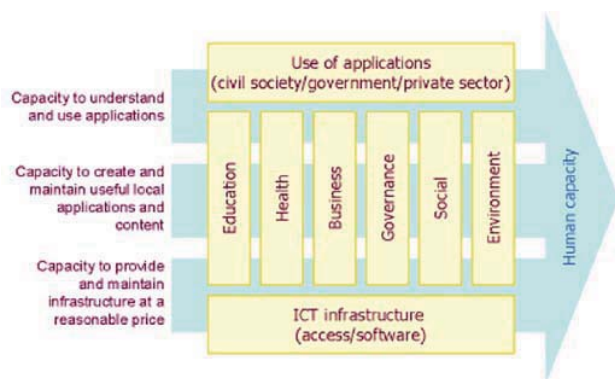 Use of applications
(civil society/government/private sector)
Capacity to understand
and use applications
Capacity to create and
maintain useful local
applications and
content
Capacity to provide
and maintain
infrastructure at a
reasonable price
Education
Health
Business
Governance
Social
Environment
Human capacity
ICT infrastructure
(access/software)